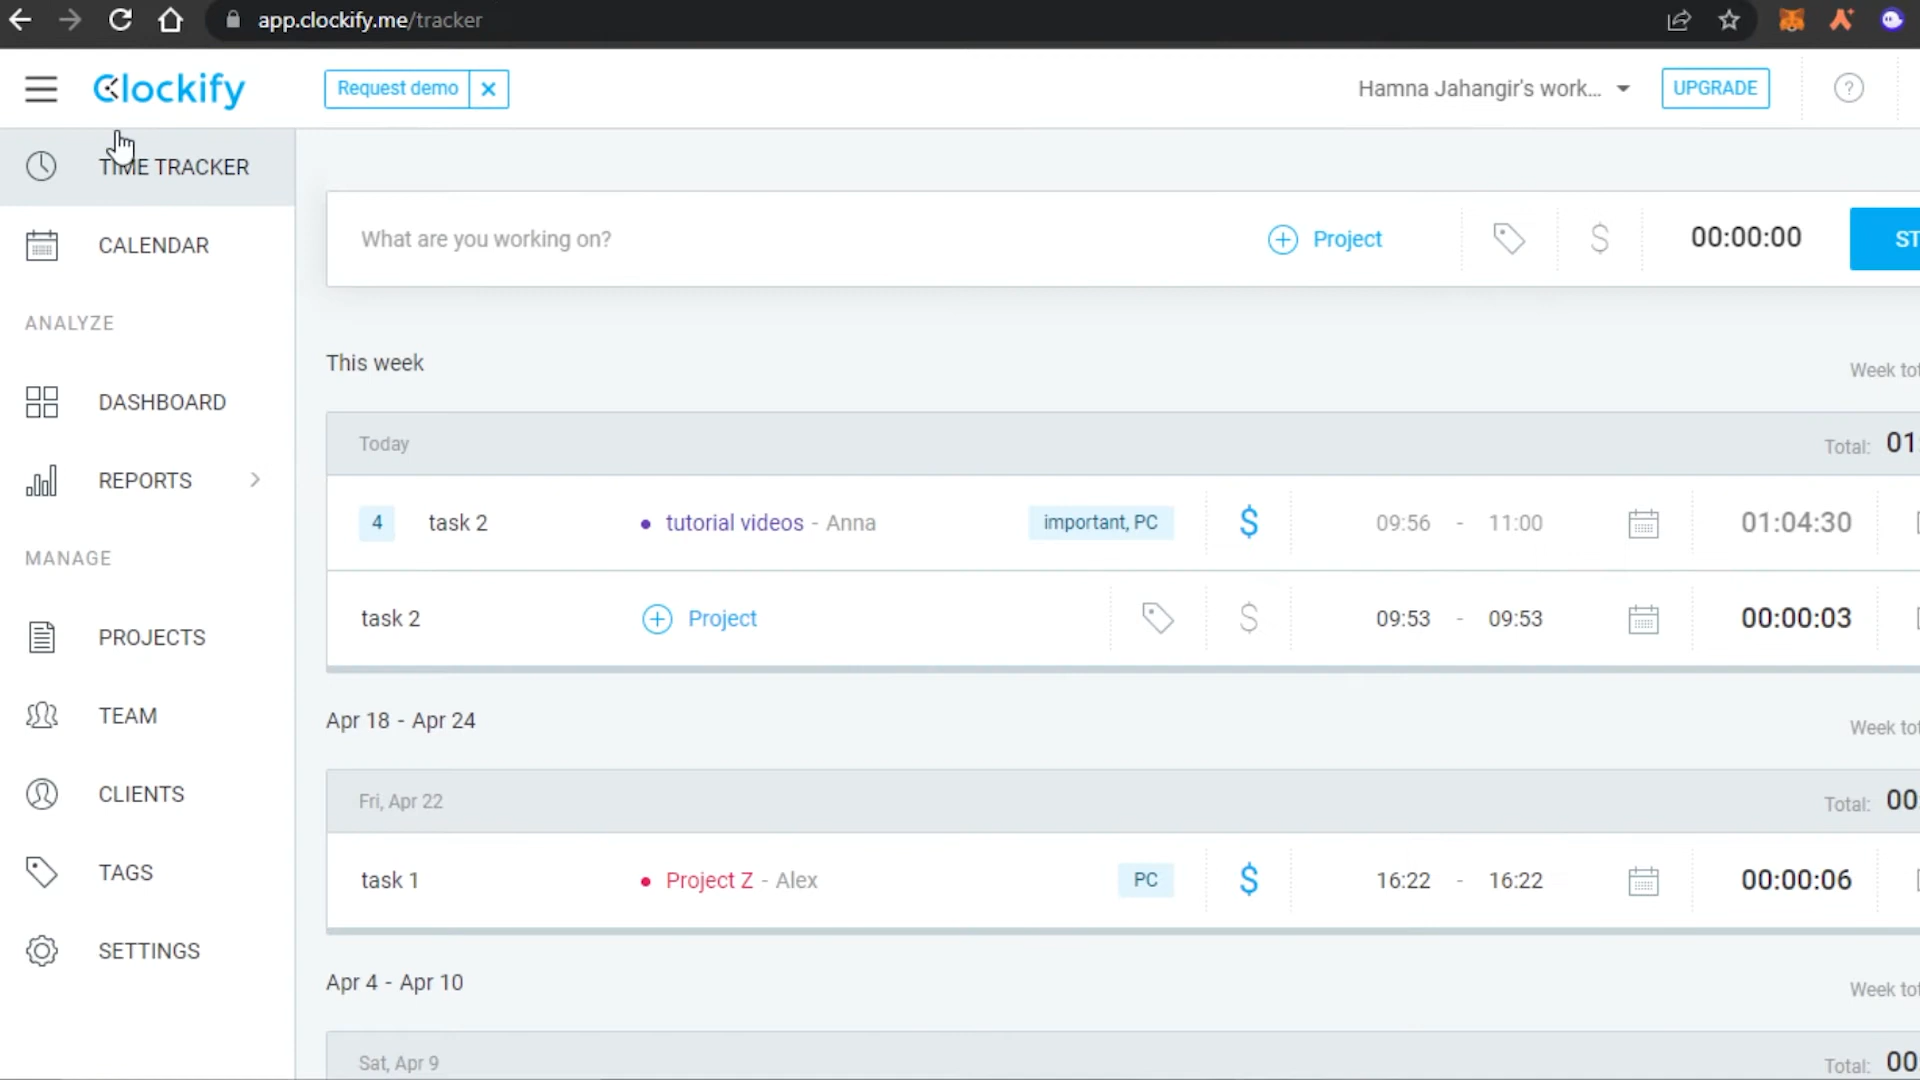 app.clockify.me/tracker
Clockify
Request demo
Hamna Jahangir's work...
UPGRADE
?
TIME TRACKER
CALENDAR
ANALYZE
DASHBOARD
REPORTS
MANAGE
PROJECTS
TEAM
CLIENTS
TAGS
SETTINGS
What are you working on?
Project
$
00:00:00
ST
This week
Week tot
Today
Total: 01:
4 task 2 • tutorial videos - Anna important, PC $ 09:56 - 11:00 01:04:30
task 2 Project $ 09:53 - 09:53 00:00:03
Apr 18 - Apr 24
Week tot
Fri, Apr 22
Total: 00:
task 1 • Project Z - Alex PC $ 16:22 - 16:22 00:00:06
Apr 4 - Apr 10
Week tot
Sat, Apr 9
Total: 00: